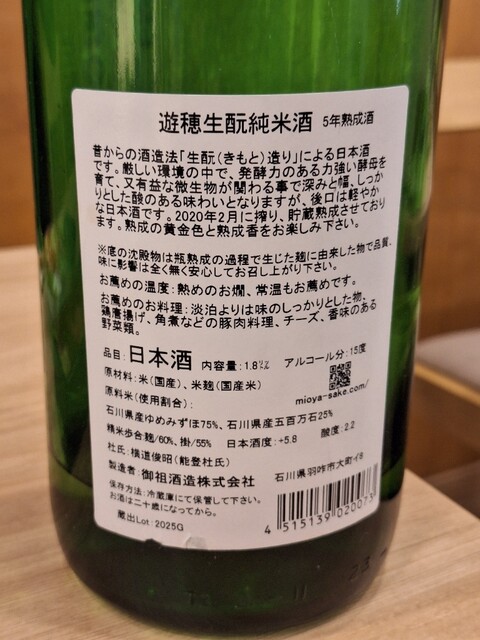 遊穂生酛純米酒 5年熟成酒
昔からの酒造法「生酛(きもと)造り」による日本酒
です。厳しい環境の中で、発酵力のある力強い酵母を
育て、又有益な微生物が関わる事で深みと幅、しっか
りとした酸のある味わいとなりますが、後口は軽やか
な日本酒です。2020年2月に搾り、貯蔵熟成させており
ます。熟成の黄金色と熟成香をお楽しみ下さい。
※底の沈殿物は瓶熟成の過程で生じた麹に由来した物で品質、
味に影響は全く無く安心してお召し上がり下さい。
お薦めの温度:熱めのお燗、常温もお薦めです。
お薦めのお料理:淡泊よりは味のしっかりとした物、
鶏唐揚げ、角煮などの豚肉料理、チーズ、香味のある
野菜類。
品目:日本酒 内容量:1.8㍑ アルコール分:15度
原材料:米(国産)、米麹(国産米)
mioya-sake.com/
原料米(使用割合):
石川県産ゆめみずほ75%、石川県産五百万石25%
精米歩合麹/60%、掛/55% 日本酒度:+5.8 酸度:2.2
杜氏:横道俊昭(能登杜氏)
製造者:御祖酒造株式会社 石川県羽咋市大町イ8
保存方法:冷蔵庫にて保管して下さい。
お酒は二十歳になってから。
蔵出Lot:2025G
4 515139 020073